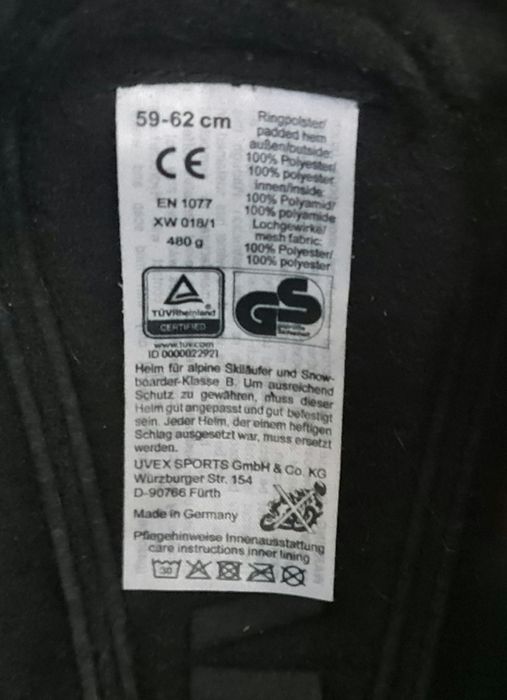 59-62 cm
CE
EN 1077
XW 018/1
480 g
Ringpolster/
padded hem
außen/outside:
100% Polyester/
100% polyester
innen/inside:
100% Polyamid/
100% polyamide
Lochgewirke/
mesh fabric:
100% Polyester/
100% polyester
TÜVRheinland
CERTIFIED
GS
geprüfte
Sicherheit
www.tuv.com
ID 0000022921
Helm für alpine Skiläufer und Snow-
boarder-Klasse B. Um ausreichend
Schutz zu gewähren, muss dieser
Helm gut angepasst und gut befestigt
sein. Jeder Helm, der einem heftigen
Schlag ausgesetzt war, muss ersetzt
werden.
UVEX SPORTS GmbH & Co. KG
Würzburger Str. 154
D-90766 Fürth
Made in Germany
Pflegehinweise Innenausstattung
care instructions inner lining
30